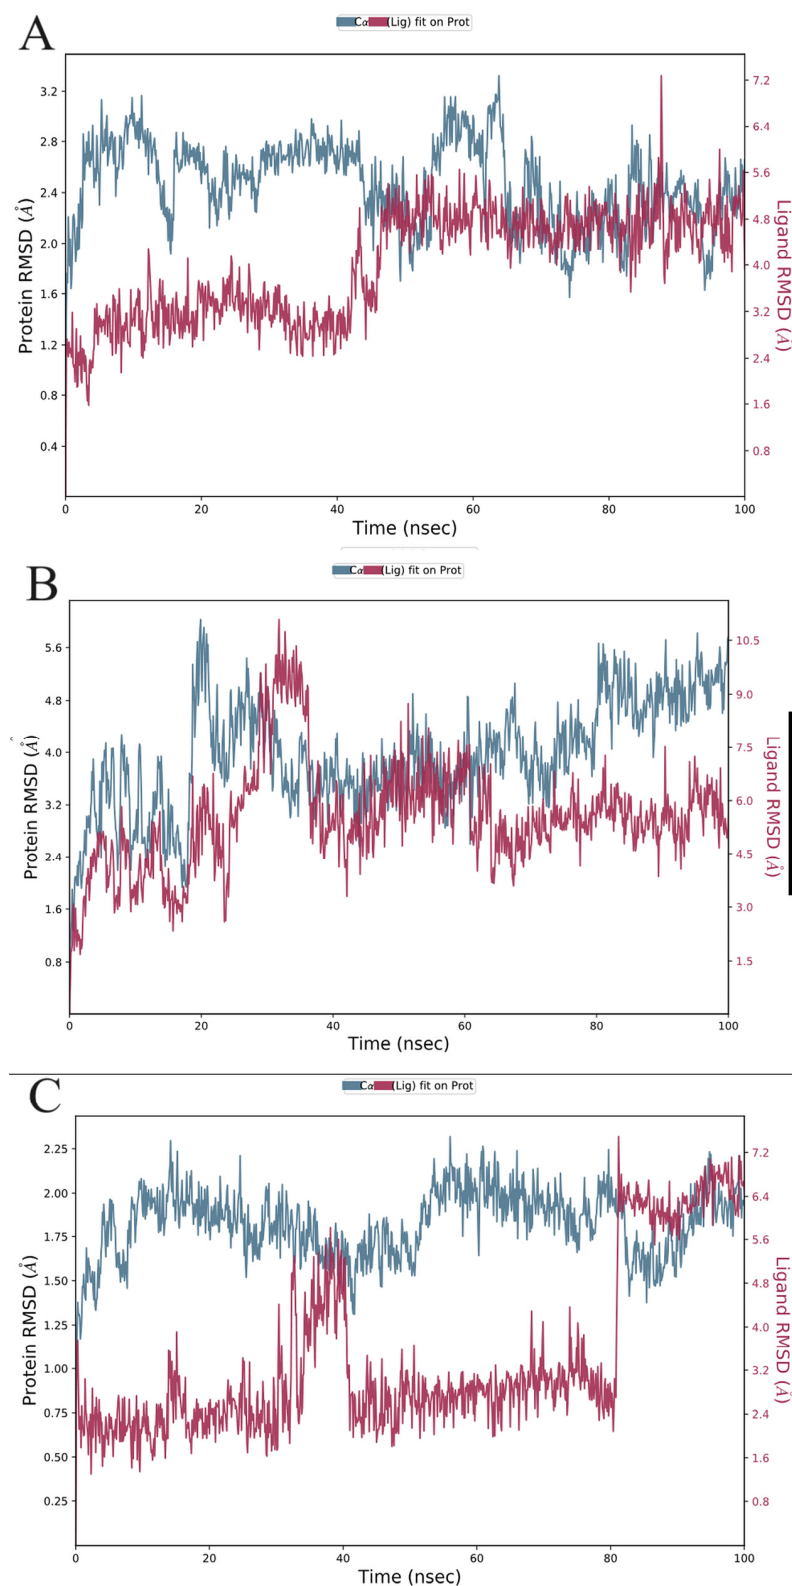 A
Cα (Lig) fit on Prot
Protein RMSD (Å)
3.2
2.8
2.4
2.0
1.6
1.2
0.8
0.4
7.2
6.4
5.6
4.8
4.0
3.2
2.4
1.6
0.8
Ligand RMSD (Å)
0 20 40 60 80 100
Time (nsec)
B
Cα (Lig) fit on Prot
Protein RMSD (Å)
5.6
4.8
4.0
3.2
2.4
1.6
0.8
10.5
9.0
7.5
6.0
4.5
3.0
1.5
Ligand RMSD (Å)
0 20 40 60 80 100
Time (nsec)
C
Cα (Lig) fit on Prot
Protein RMSD (Å)
2.25
2.00
1.75
1.50
1.25
1.00
0.75
0.50
0.25
7.2
6.4
5.6
4.8
4.0
3.2
2.4
1.6
0.8
Ligand RMSD (Å)
0 20 40 60 80 100
Time (nsec)